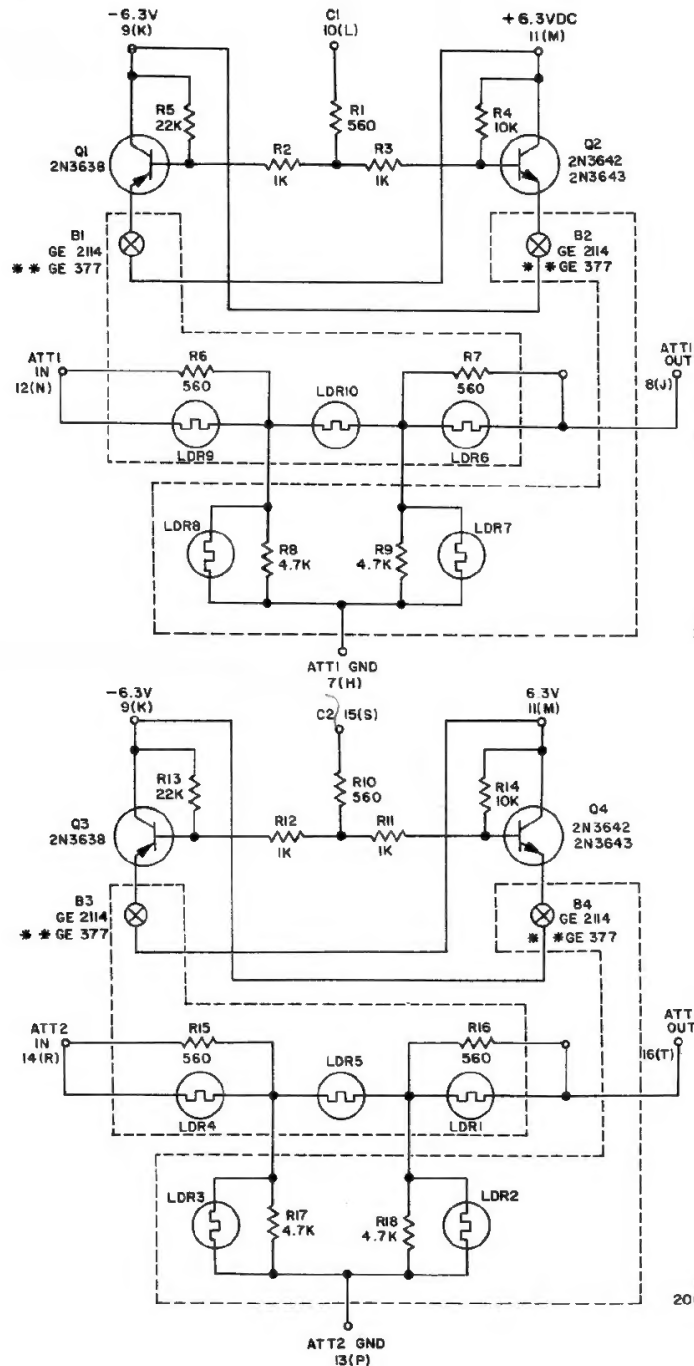 -6.3V
9(K)
C1
10(L)
+6.3VDC
11(M)
R5
22K
R1
560
R4
10K
Q1
2N3638
R2
1K
R3
1K
Q2
2N3642
2N3643
B1
GE 2114
** GE 377
B2
GE 2114
* * GE 377
ATT1
IN
12(N)
R6
560
LDR10
R7
560
ATT1
OUT
8(J)
LDR9
LDR6
LDR8
R8
4.7K
R9
4.7K
LDR7
ATT1 GND
7(H)
-6.3V
9(K)
C2 15(S)
6.3V
11(M)
R13
22K
R10
560
R14
10K
Q3
2N3638
R12
1K
R11
1K
Q4
2N3642
2N3643
B3
GE 2114
** GE 377
B4
GE 2114
* * GE 377
ATT2
IN
14(R)
R15
560
LDR5
R16
560
ATT
OUT
16(T)
LDR4
LDR1
LDR3
R17
4.7K
R18
4.7K
LDR2
ATT2 GND
13(P)